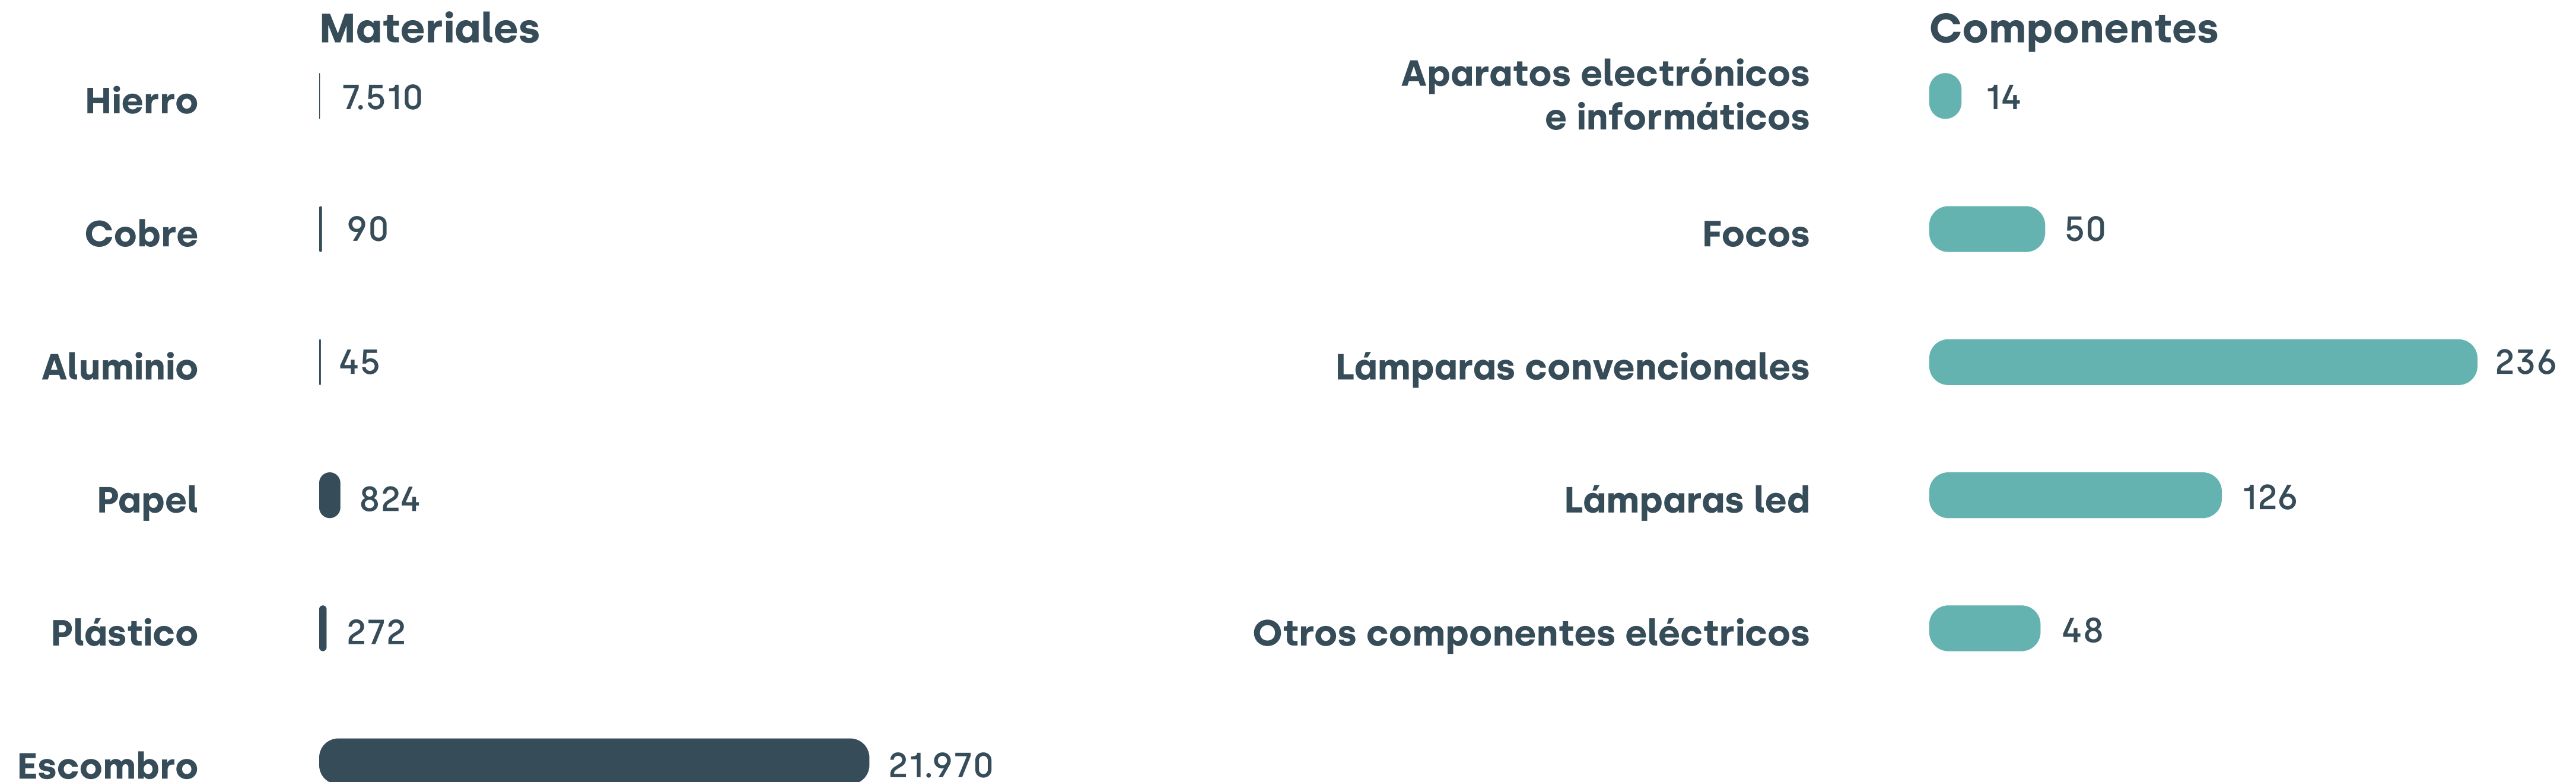 Materiales
Hierro 7.510
Cobre 90
Aluminio 45
Papel 824
Plástico 272
Escombro 21.970
Componentes
Aparatos electrónicos
e informáticos 14
Focos 50
Lámparas convencionales 236
Lámparas led 126
Otros componentes eléctricos 48